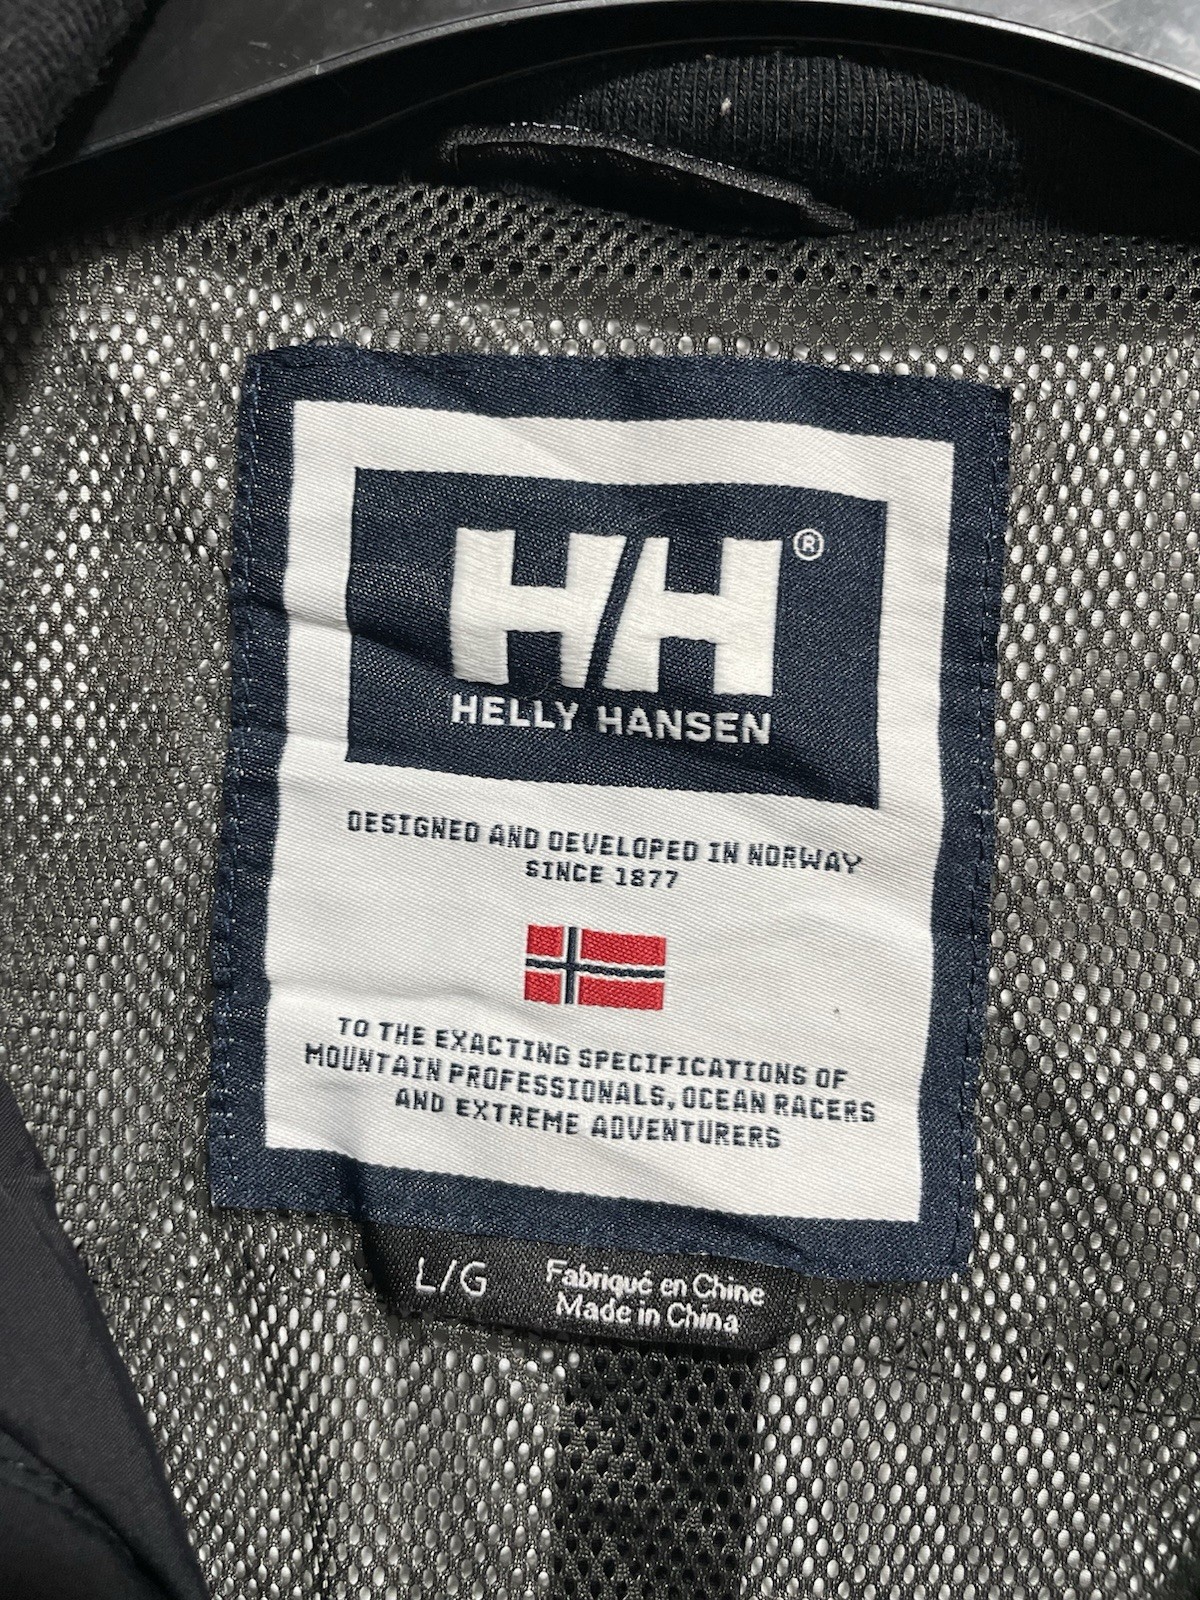 HH®
HELLY HANSEN
DESIGNED AND DEVELOPED IN NORWAY
SINCE 1877
TO THE EXACTING SPECIFICATIONS OF
MOUNTAIN PROFESSIONALS, OCEAN RACERS
AND EXTREME ADVENTURERS
L/G
Fabriqué en Chine
Made in China